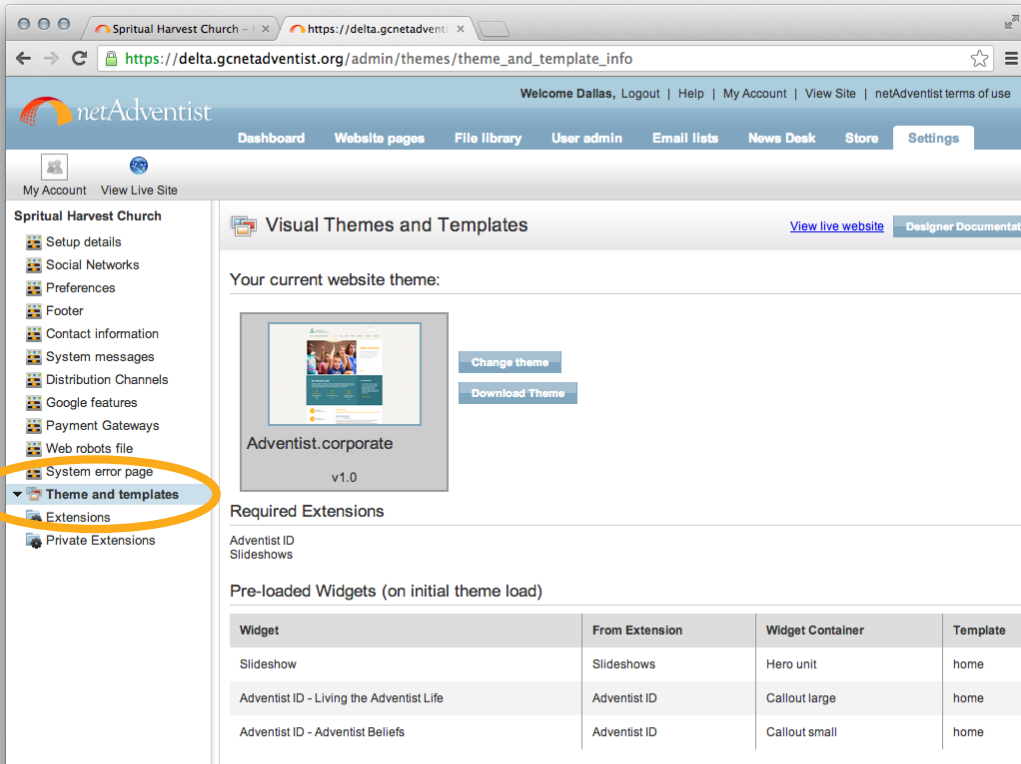 Spritual Harvest Church –
https://delta.gcnetadventi
https://delta.gcnetadventist.org/admin/themes/theme_and_template_info
Welcome Dallas, Logout | Help | My Account | View Site | netAdventist terms of use
netAdventist
Dashboard Website pages File library User admin Email lists News Desk Store Settings
My Account View Live Site
Spritual Harvest Church
Setup details
Social Networks
Preferences
Footer
Contact information
System messages
Distribution Channels
Google features
Payment Gateways
Web robots file
System error page
Theme and templates
Extensions
Private Extensions
Visual Themes and Templates
View live website
Designer Documentat
Your current website theme:
Change theme
Download Theme
Adventist.corporate
v1.0
Required Extensions
Adventist ID
Slideshows
Pre-loaded Widgets (on initial theme load)
Widget From Extension Widget Container Template
Slideshow Slideshows Hero unit home
Adventist ID - Living the Adventist Life Adventist ID Callout large home
Adventist ID - Adventist Beliefs Adventist ID Callout small home